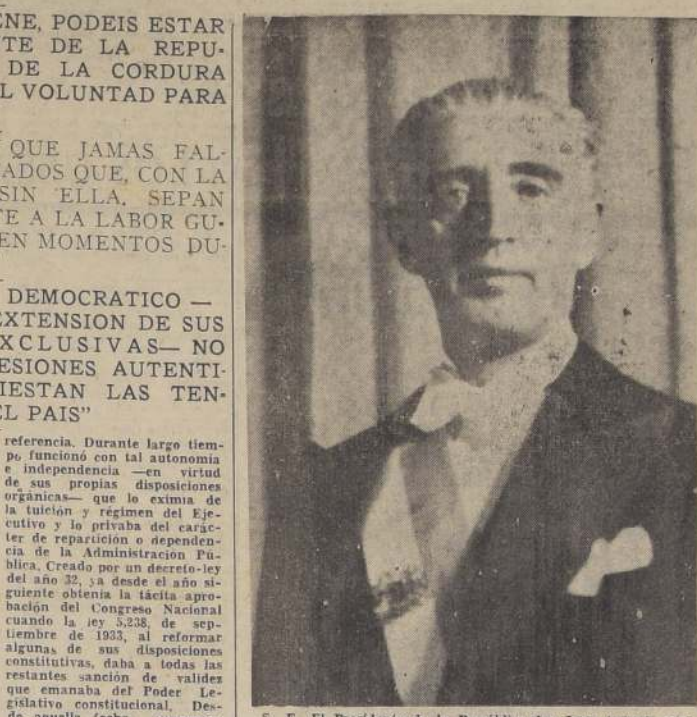 ENE, PODEIS ESTAR
TE DE LA REPU-
DE LA CORDURA
L VOLUNTAD PARA
QUE JAMAS FAL-
ADOS QUE, CON LA
SIN ELLA, SEPAN
TE A LA LABOR GU-
EN MOMENTOS DU-
DEMOCRATICO —
EXTENSION DE SUS
XCLUSIVAS— NO
ESIONES AUTENTI-
IESTAN LAS TEN-
EL PAIS"
referencia. Durante largo tiem-
po funcionó con tal autonomía
e independencia —en virtud
de sus propias disposiciones
orgánicas— que lo eximia de
la tuición y régimen del Eje-
cutivo y lo privaba del carác-
ter de repartición o dependen-
cia de la Administración Pú-
blica. Creado por un decreto-ley
del año 32, ya desde el año si-
guiente obtenía la tácita apro-
bación del Congreso Nacional
cuando la ley 5,238, de sep-
tiembre de 1933, al reformar
algunas de sus disposiciones
constitutivas, daba a todas las
restantes sanción de validez
que emanaba del Poder Le-
gislativo constitucional. Des-